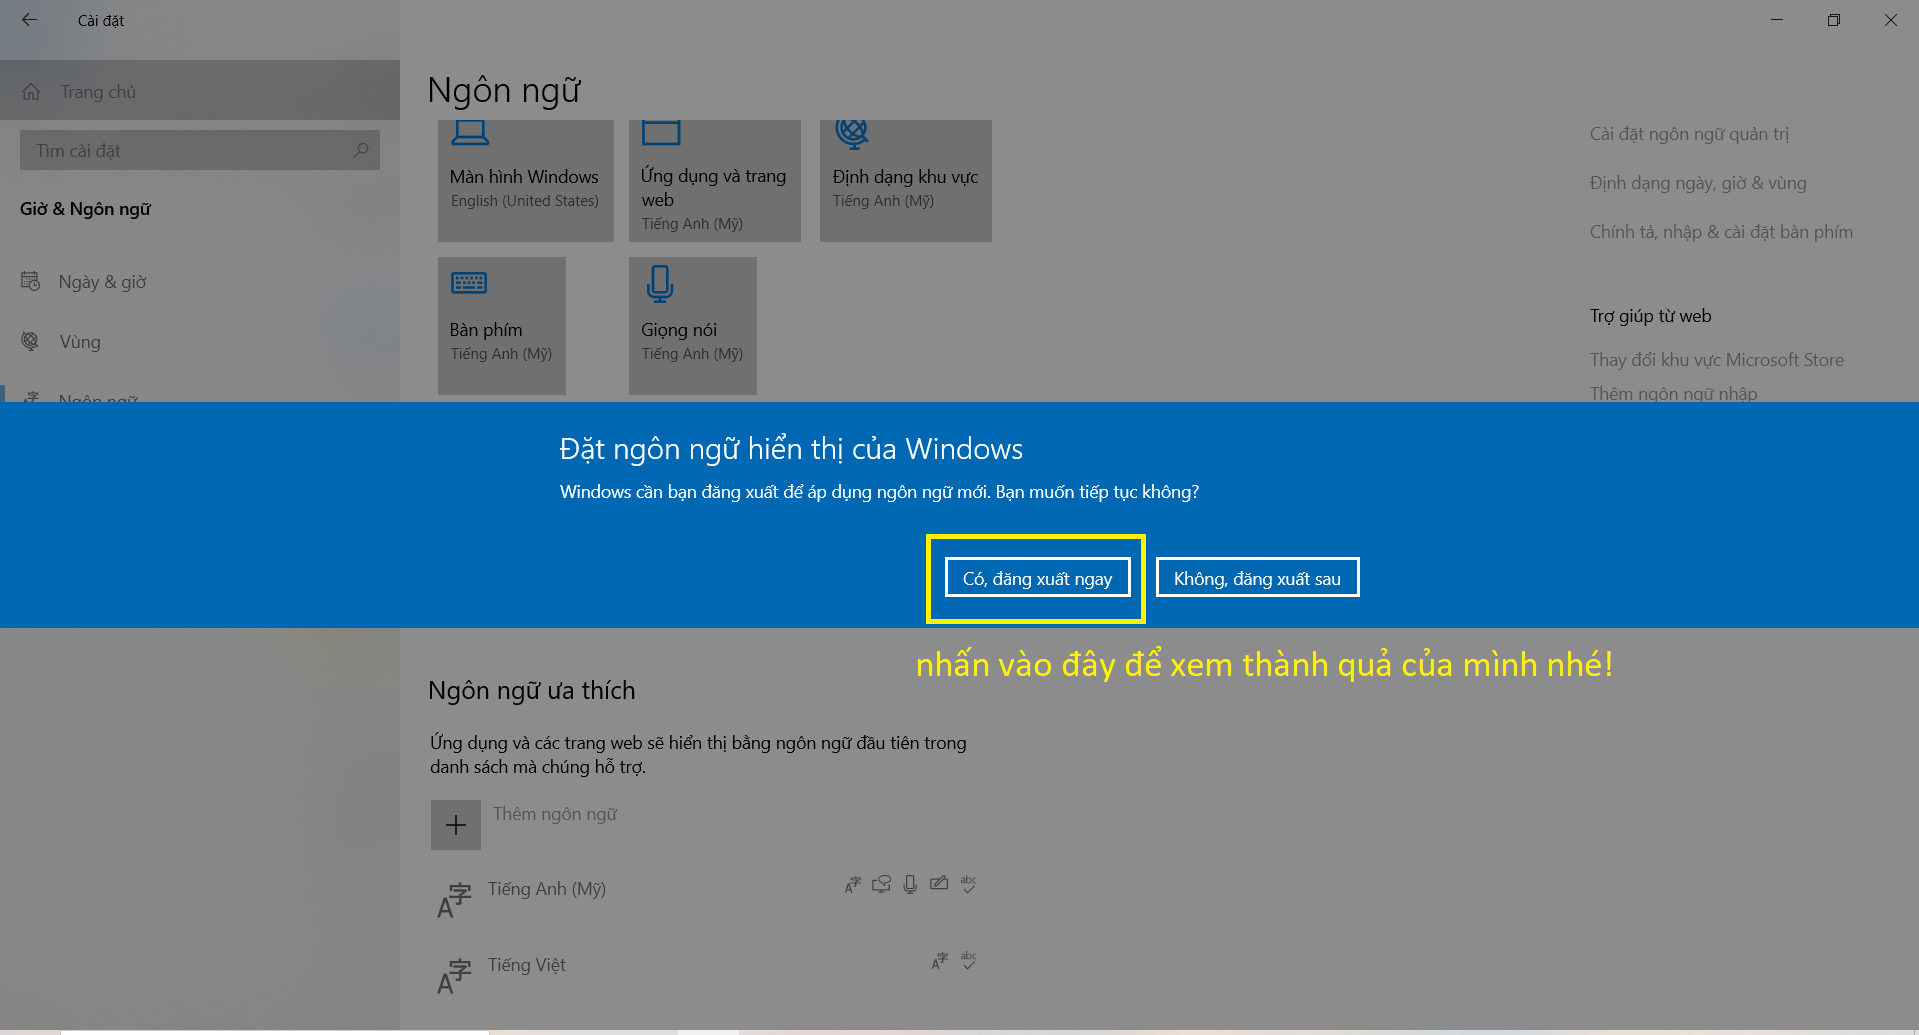 Cài đặt
Trang chủ
Tìm cài đặt
Giờ & Ngôn ngữ
Ngày & giờ
Vùng
Ngôn ngữ
Ngôn ngữ
Màn hình Windows
English (United States)
Ứng dụng và trang
web
Tiếng Anh (Mỹ)
Định dạng khu vực
Tiếng Anh (Mỹ)
Bàn phím
Tiếng Anh (Mỹ)
Giọng nói
Tiếng Anh (Mỹ)
Cài đặt ngôn ngữ quản trị
Định dạng ngày, giờ & vùng
Chính tả, nhập & cài đặt bàn phím
Trợ giúp từ web
Thay đổi khu vực Microsoft Store
Thêm ngôn ngữ nhập
Đặt ngôn ngữ hiển thị của Windows
Windows cần bạn đăng xuất để áp dụng ngôn ngữ mới. Bạn muốn tiếp tục không?
Có, đăng xuất ngay
Không, đăng xuất sau
nhấn vào đây để xem thành quả của mình nhé!
Ngôn ngữ ưa thích
Ứng dụng và các trang web sẽ hiển thị bằng ngôn ngữ đầu tiên trong
danh sách mà chúng hỗ trợ.
Thêm ngôn ngữ
Tiếng Anh (Mỹ)
Tiếng Việt